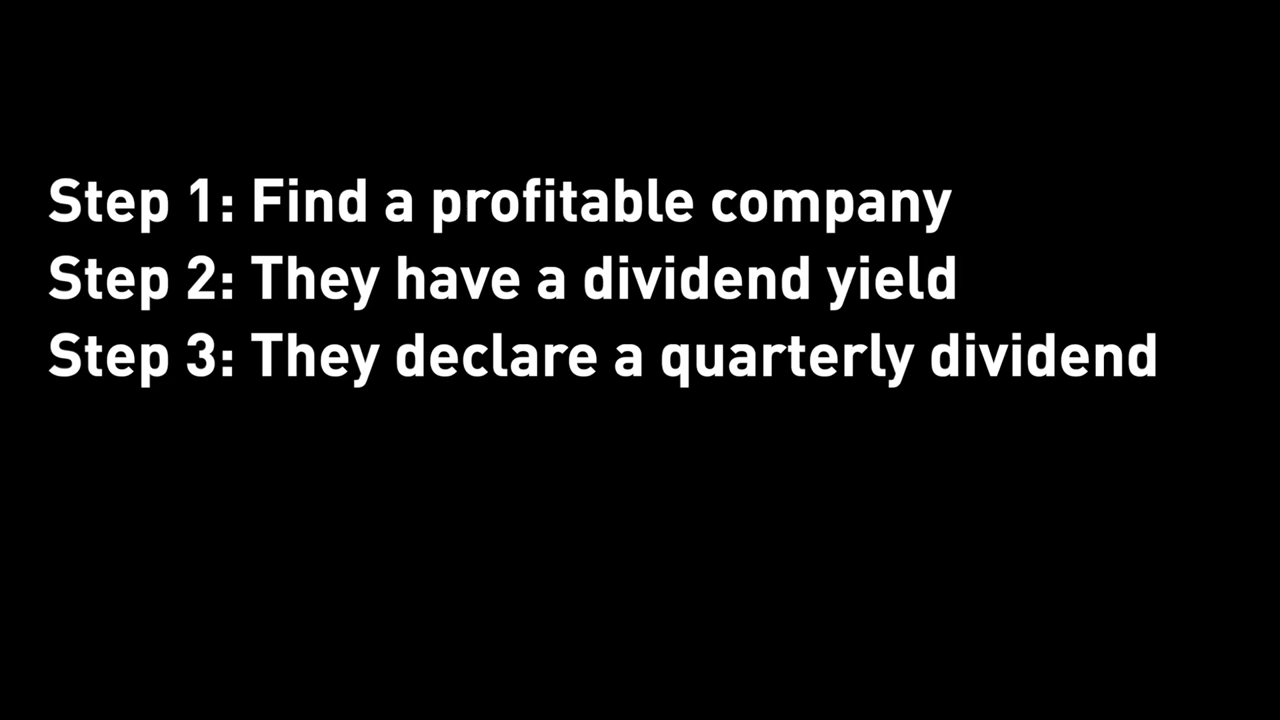 Step 1: Find a profitable company
Step 2: They have a dividend yield
Step 3: They declare a quarterly dividend